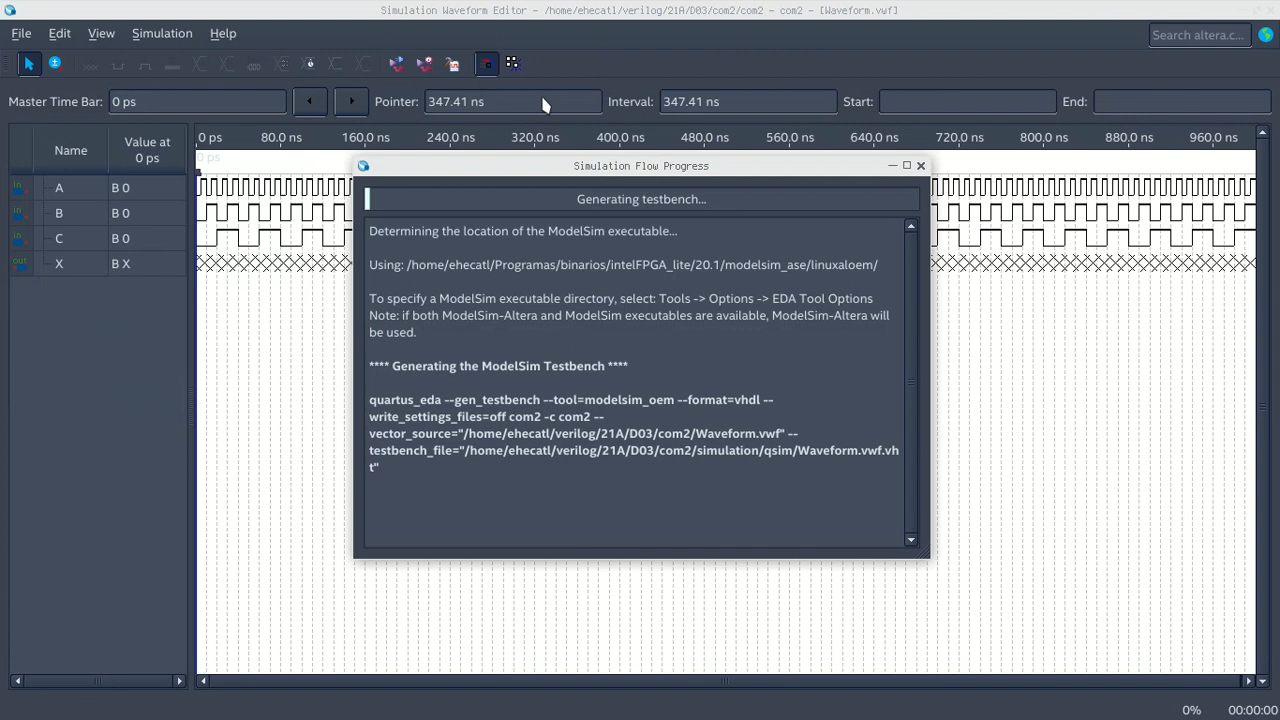 Simulation Waveform Editor - /home/ehecatl/verilog/21A/D03/com2/com2 - com2 - [Waveform.vwf]
File Edit View Simulation Help
Search altera.c...
Master Time Bar: 0 ps Pointer: 347.41 ns Interval: 347.41 ns Start: End:
Name
Value at
0 ps
0 ps 80.0 ns 160.0 ns 240.0 ns 320.0 ns 400.0 ns 480.0 ns 560.0 ns 640.0 ns 720.0 ns 800.0 ns 880.0 ns 960.0 ns
0 ps
in A B 0
in B B 0
in C B 0
out X B X
Simulation Flow Progress
Generating testbench...
Determining the location of the ModelSim executable...
Using: /home/ehecatl/Programas/binarios/intelFPGA_lite/20.1/modelsim_ase/linuxaloem/
To specify a ModelSim executable directory, select: Tools -> Options -> EDA Tool Options
Note: if both ModelSim-Altera and ModelSim executables are available, ModelSim-Altera will
be used.
**** Generating the ModelSim Testbench ****
quartus_eda --gen_testbench --tool=modelsim_oem --format=vhdl --
write_settings_files=off com2 -c com2 --
vector_source="/home/ehecatl/verilog/21A/D03/com2/Waveform.vwf" --
testbench_file="/home/ehecatl/verilog/21A/D03/com2/simulation/qsim/Waveform.vwf.vh
t"
0% 00:00:00